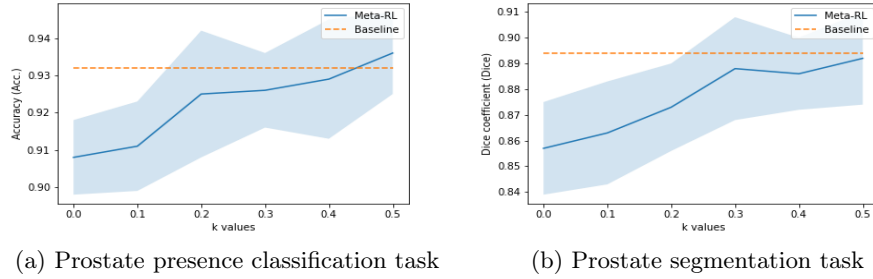 Meta-RL
Baseline
Accuracy (Acc.)
0.94
0.93
0.92
0.91
0.90
0.0 0.1 0.2 0.3 0.4 0.5
k values
(a) Prostate presence classification task
Meta-RL
Baseline
Dice coefficient (Dice)
0.91
0.90
0.89
0.88
0.87
0.86
0.85
0.84
0.0 0.1 0.2 0.3 0.4 0.5
k values
(b) Prostate segmentation task